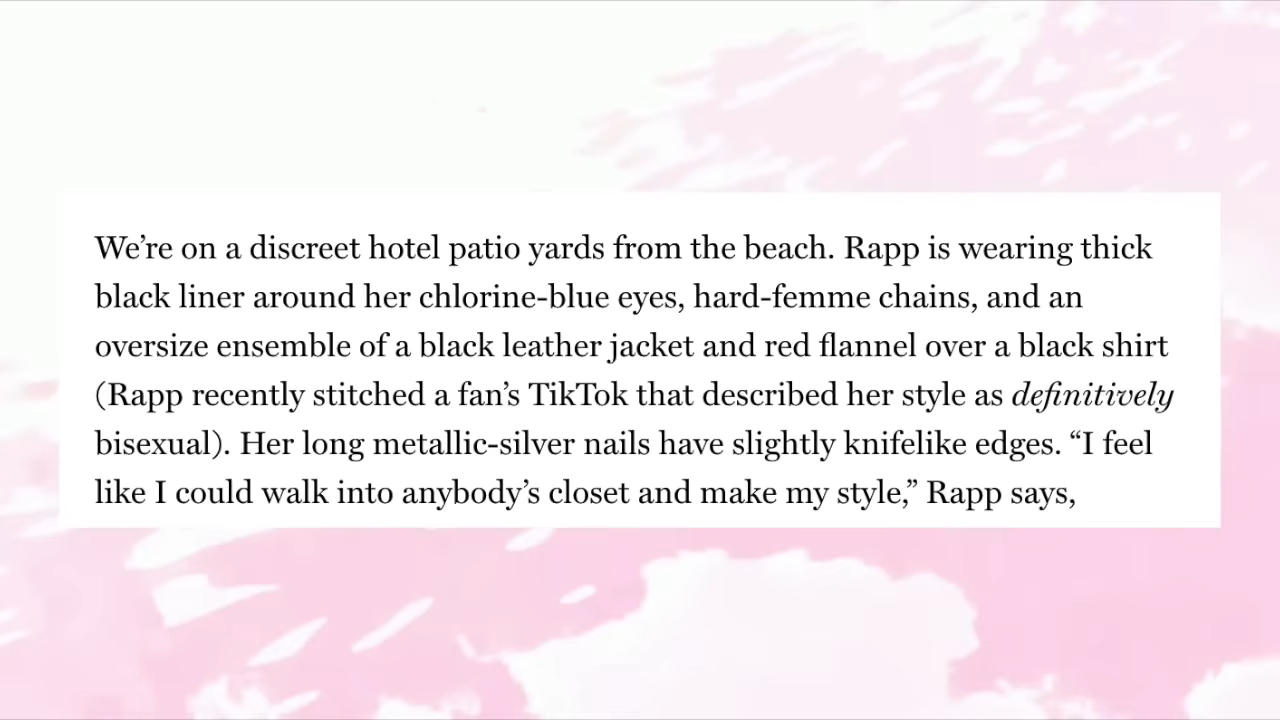 We’re on a discreet hotel patio yards from the beach. Rapp is wearing thick
black liner around her chlorine-blue eyes, hard-femme chains, and an
oversize ensemble of a black leather jacket and red flannel over a black shirt
(Rapp recently stitched a fan’s TikTok that described her style as definitively
bisexual). Her long metallic-silver nails have slightly knifelike edges. “I feel
like I could walk into anybody’s closet and make my style,” Rapp says,